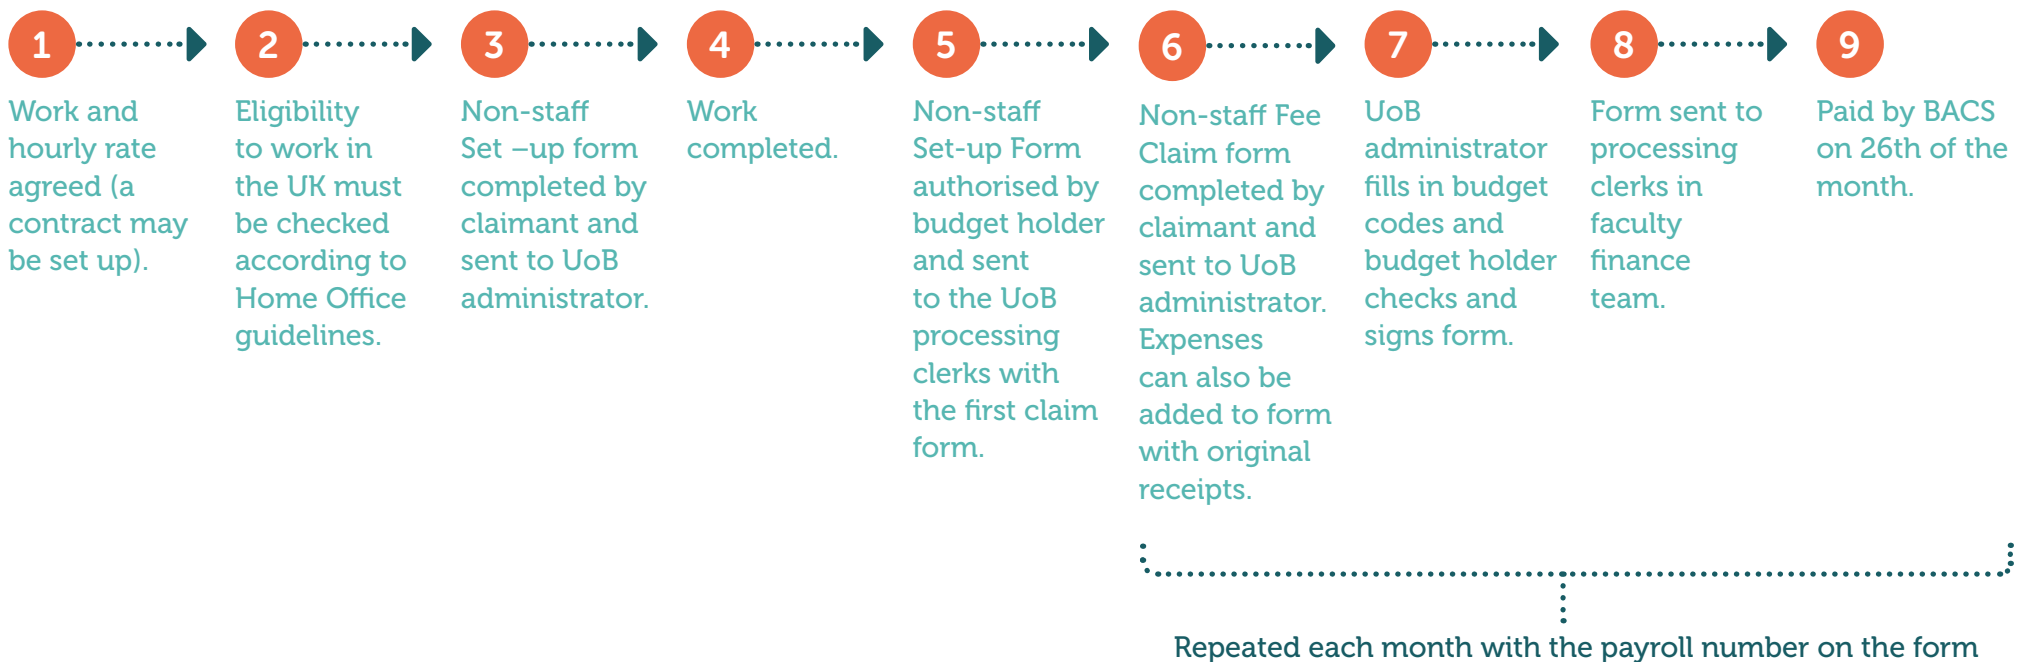 1
Work and
hourly rate
agreed (a
contract may
be set up).
2
Eligibility
to work in
the UK must
be checked
according to
Home Office
guidelines.
3
Non-staff
Set –up form
completed by
claimant and
sent to UoB
administrator.
4
Work
completed.
5
Non-staff
Set-up Form
authorised by
budget holder
and sent
to the UoB
processing
clerks with
the first claim
form.
6
Non-staff Fee
Claim form
completed by
claimant and
sent to UoB
administrator.
Expenses
can also be
added to form
with original
receipts.
7
UoB
administrator
fills in budget
codes and
budget holder
checks and
signs form.
8
Form sent to
processing
clerks in
faculty
finance
team.
9
Paid by BACS
on 26th of the
month.
Repeated each month with the payroll number on the form